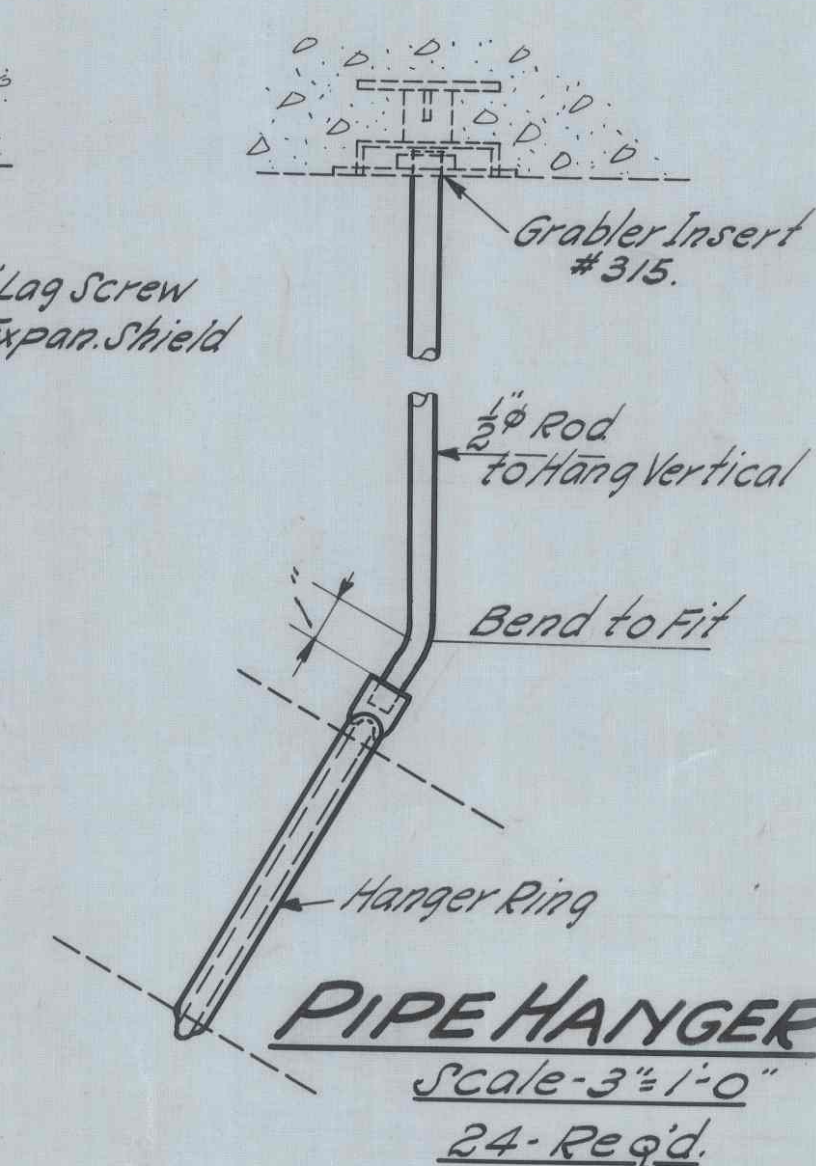 Grabler Insert
#315.
Lag Screw
Expan. Shield
1/2"φ Rod
to Hang Vertical
1"
Bend to Fit
Hanger Ring
PIPE HANGER
Scale-3"=1'-0"
24-Req'd.